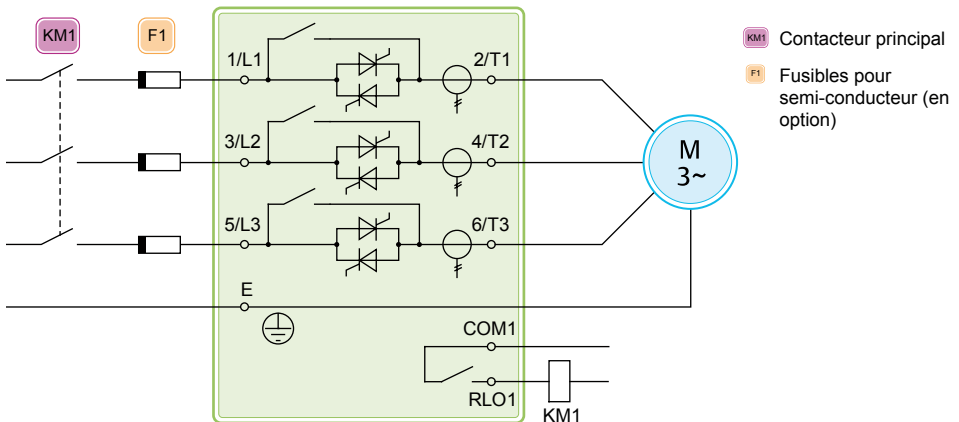 KM1
F1
1/L1
2/T1
KM1 Contacteur principal
F1 Fusibles pour
semi-conducteur (en
option)
3/L2
4/T2
M
3~
5/L3
6/T3
E
COM1
RLO1
KM1